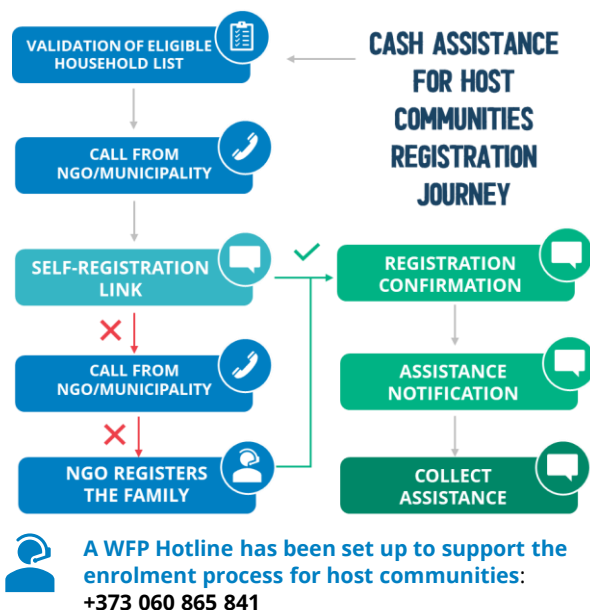 CASH ASSISTANCE
FOR HOST
COMMUNITIES
REGISTRATION
JOURNEY
VALIDATION OF ELIGIBLE
HOUSEHOLD LIST
CALL FROM
NGO/MUNICIPALITY
SELF-REGISTRATION
LINK
CALL FROM
NGO/MUNICIPALITY
NGO REGISTERS
THE FAMILY
REGISTRATION
CONFIRMATION
ASSISTANCE
NOTIFICATION
COLLECT
ASSISTANCE
A WFP Hotline has been set up to support the
enrolment process for host communities:
+373 060 865 841